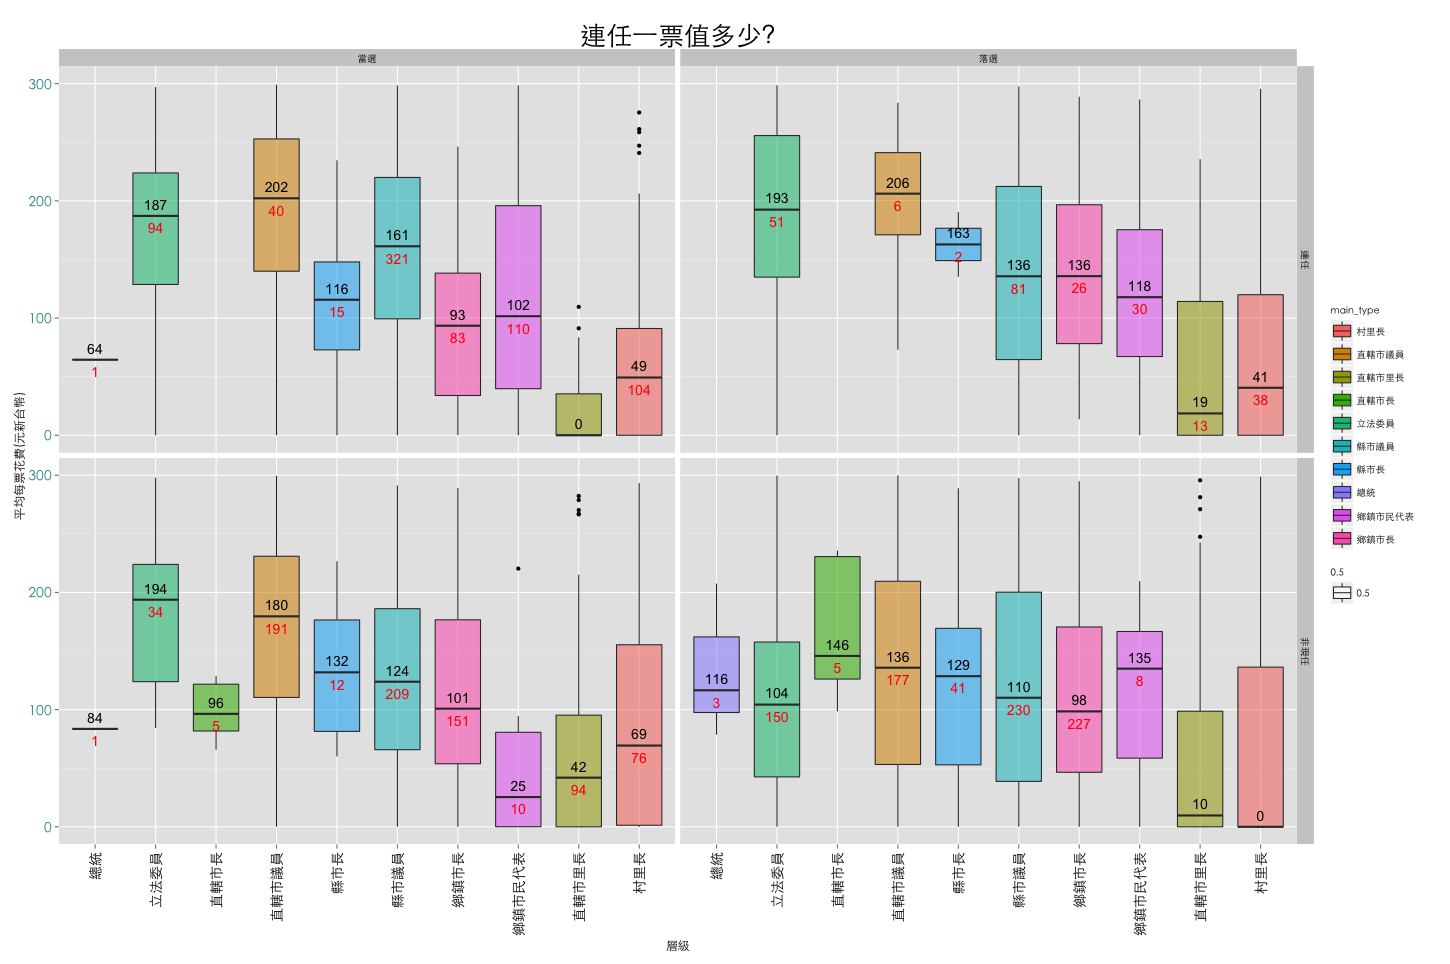 連任一票值多少?
當選
落選
300
200
100
0
64
1
187
94
202
40
116
15
161
321
93
83
102
110
0
49
104
193
51
206
6
163
2
136
81
136
26
118
30
19
13
41
38
連任
300
200
100
0
84
1
194
34
96
5
180
191
132
12
124
209
101
151
25
10
42
94
69
76
116
3
104
150
146
5
136
177
129
41
110
230
98
227
135
8
10
0
非現任
平均每票花費(元新台幣)
總統
立法委員
直轄市長
直轄市議員
縣市長
縣市議員
鄉鎮市長
鄉鎮市民代表
直轄市里長
村里長
總統
立法委員
直轄市長
直轄市議員
縣市長
縣市議員
鄉鎮市長
鄉鎮市民代表
直轄市里長
村里長
層級
main_type
村里長
直轄市議員
直轄市里長
直轄市長
立法委員
縣市議員
縣市長
總統
鄉鎮市民代表
鄉鎮市長
0.5
0.5